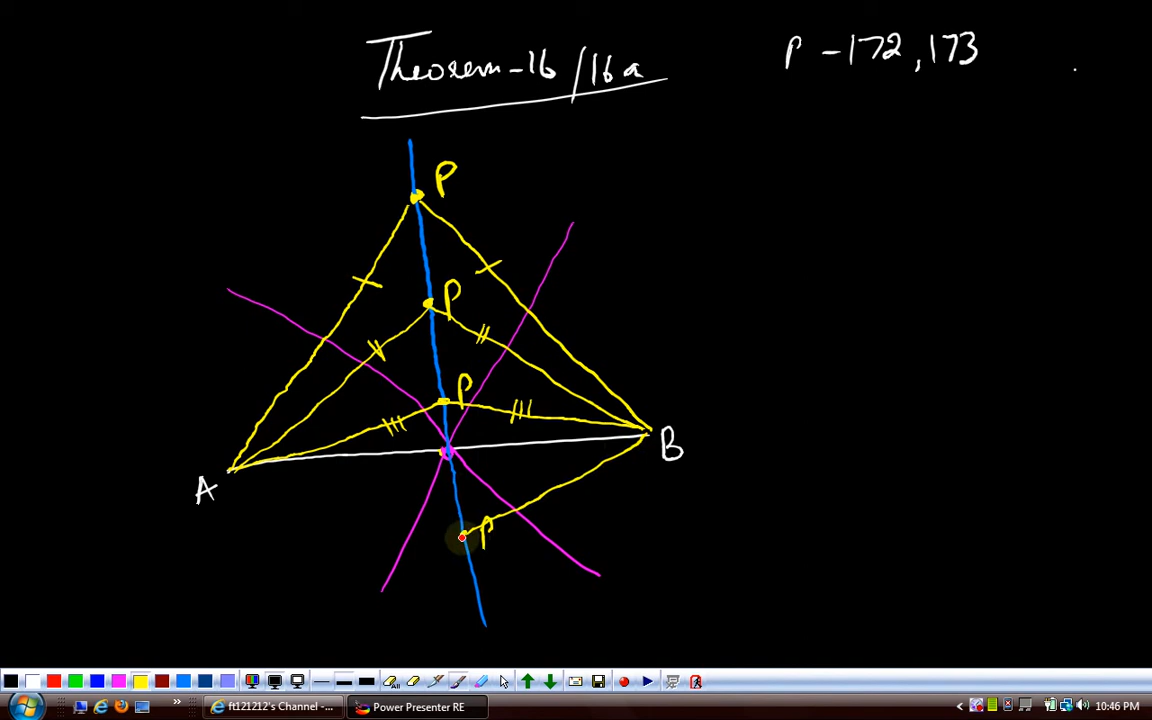 Theorem-16/16a
P - 172, 173
P
P
P
A
B
P
ft121212's Channel -...
Power Presenter RE
10:46 PM